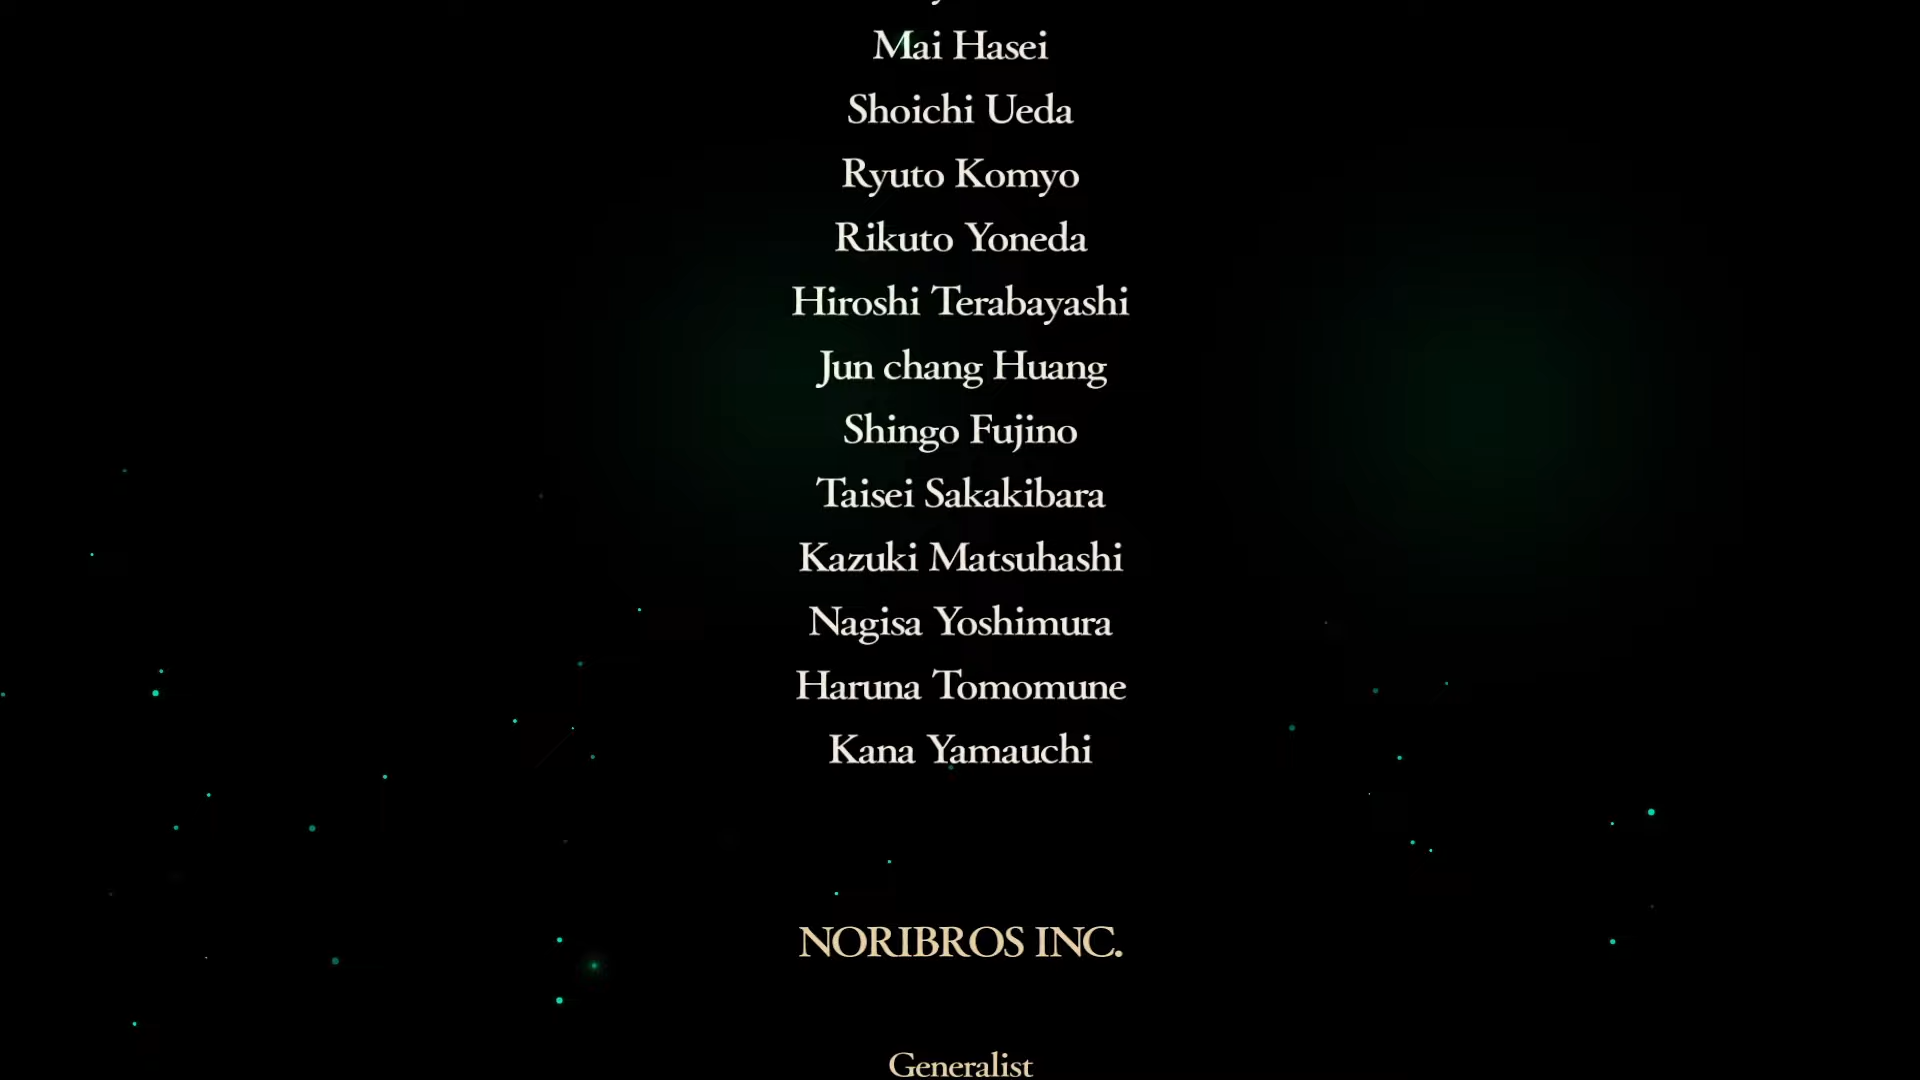 Mai Hasei
Shoichi Ueda
Ryuto Komyo
Rikuto Yoneda
Hiroshi Terabayashi
Jun chang Huang
Shingo Fujino
Taisei Sakakibara
Kazuki Matsuhashi
Nagisa Yoshimura
Haruna Tomomune
Kana Yamauchi
NORIBROS INC.
Generalist